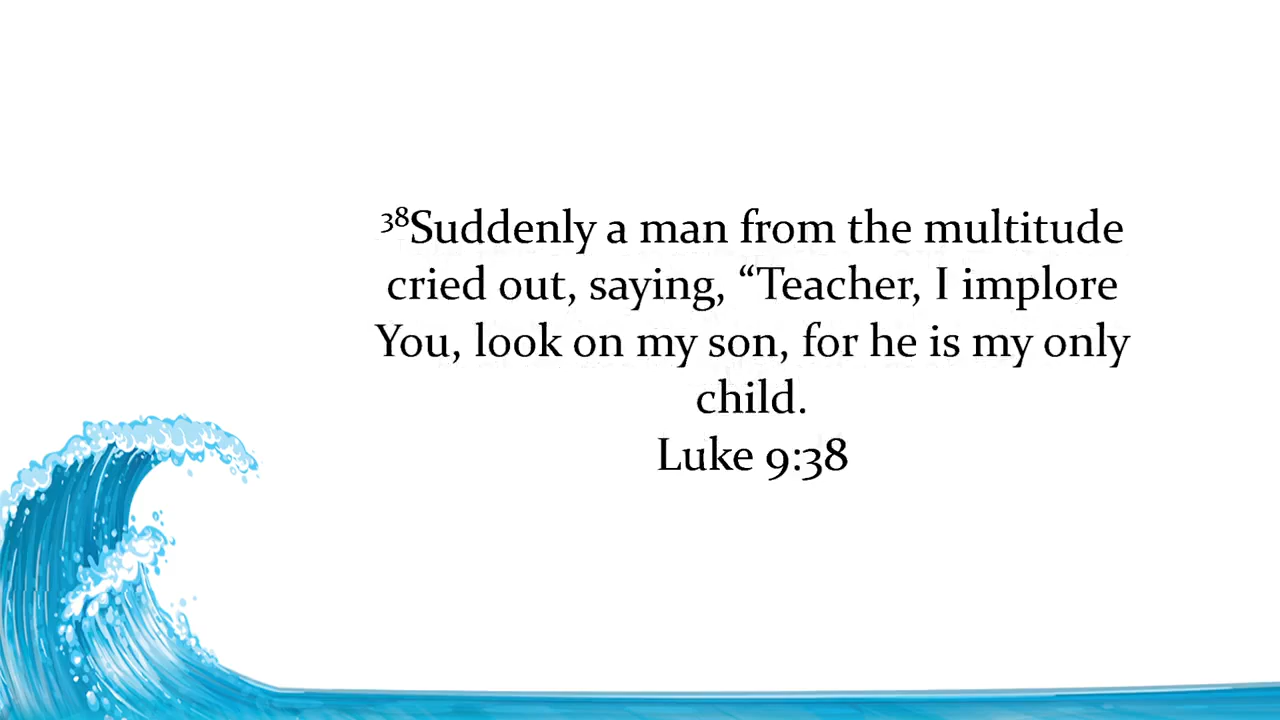 ³⁸Suddenly a man from the multitude
cried out, saying, “Teacher, I implore
You, look on my son, for he is my only
child.
Luke 9:38